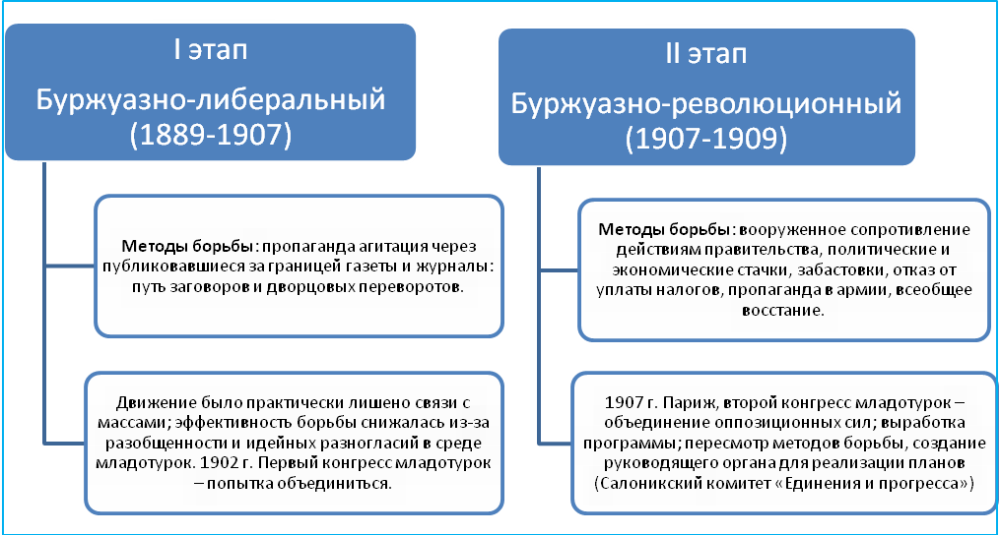 I этап
Буржуазно-либеральный
(1889-1907)
Методы борьбы: пропаганда агитация через
публиковавшиеся за границей газеты и журналы:
путь заговоров и дворцовых переворотов.
Движение было практически лишено связи с
массами; эффективность борьбы снижалась из-за
разобщенности и идейных разногласий в среде
младотурок. 1902 г. Первый конгресс младотурок
– попытка объединиться.
II этап
Буржуазно-революционный
(1907-1909)
Методы борьбы: вооруженное сопротивление
действиям правительства, политические и
экономические стачки, забастовки, отказ от
уплаты налогов, пропаганда в армии, всеобщее
восстание.
1907 г. Париж, второй конгресс младотурок –
объединение оппозиционных сил; выработка
программы; пересмотр методов борьбы, создание
руководящего органа для реализации планов
(Салоникский комитет «Единения и прогресса»)